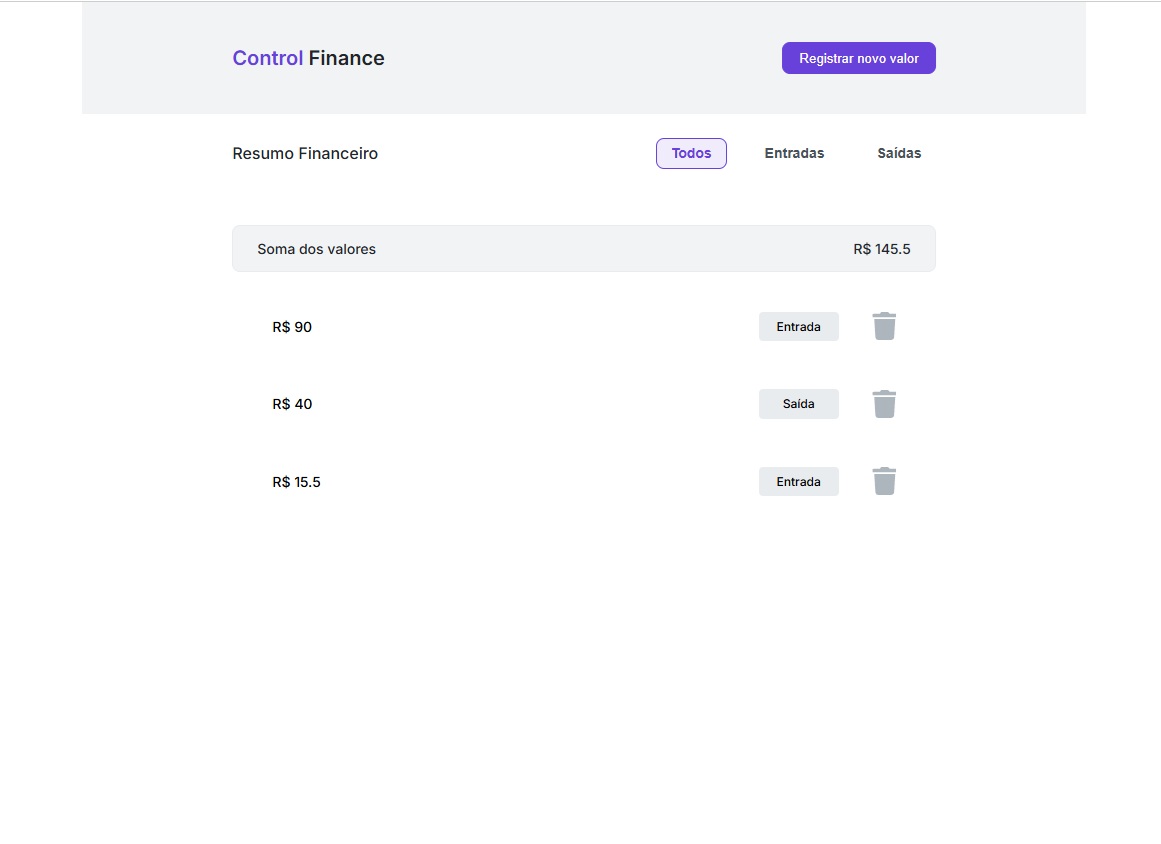 Control Finance
Registrar novo valor
Resumo Financeiro
Todos
Entradas
Saídas
Soma dos valores
R$ 145.5
R$ 90
Entrada
R$ 40
Saída
R$ 15.5
Entrada